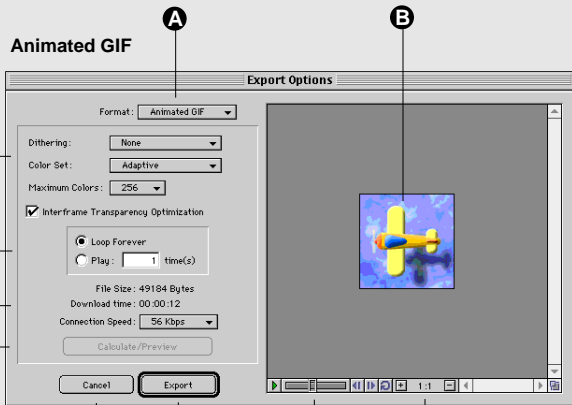 A
B
Animated GIF
Export Options
Format: Animated GIF
Dithering: None
Color Set: Adaptive
Maximum Colors: 256
Interframe Transparency Optimization
Loop Forever
Play: 1 time(s)
File Size: 49184 Bytes
Download time: 00:00:12
Connection Speed: 56 Kbps
Calculate/Preview
Cancel
Export
1:1